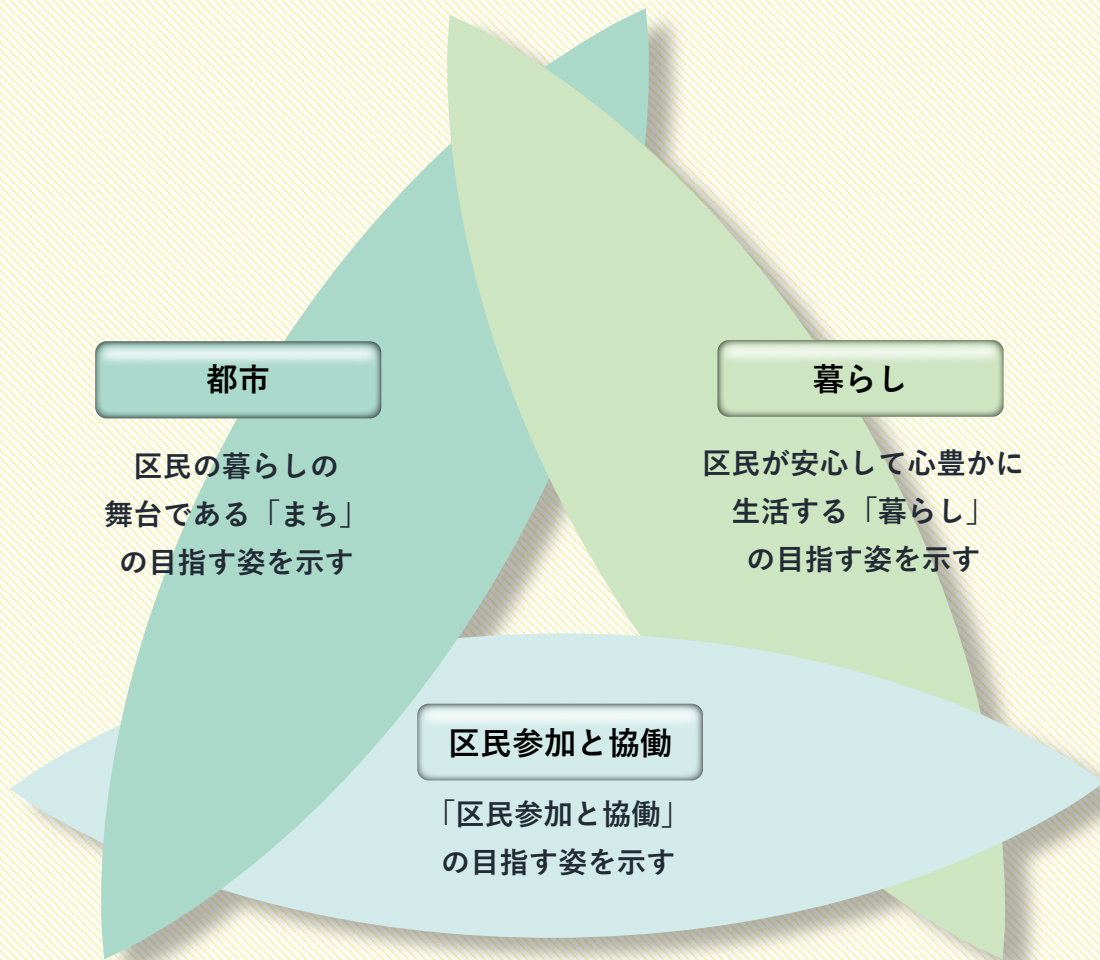 都市
区民の暮らしの
舞台である「まち」
の目指す姿を示す
暮らし
区民が安心して心豊かに
生活する「暮らし」
の目指す姿を示す
区民参加と協働
「区民参加と協働」
の目指す姿を示す